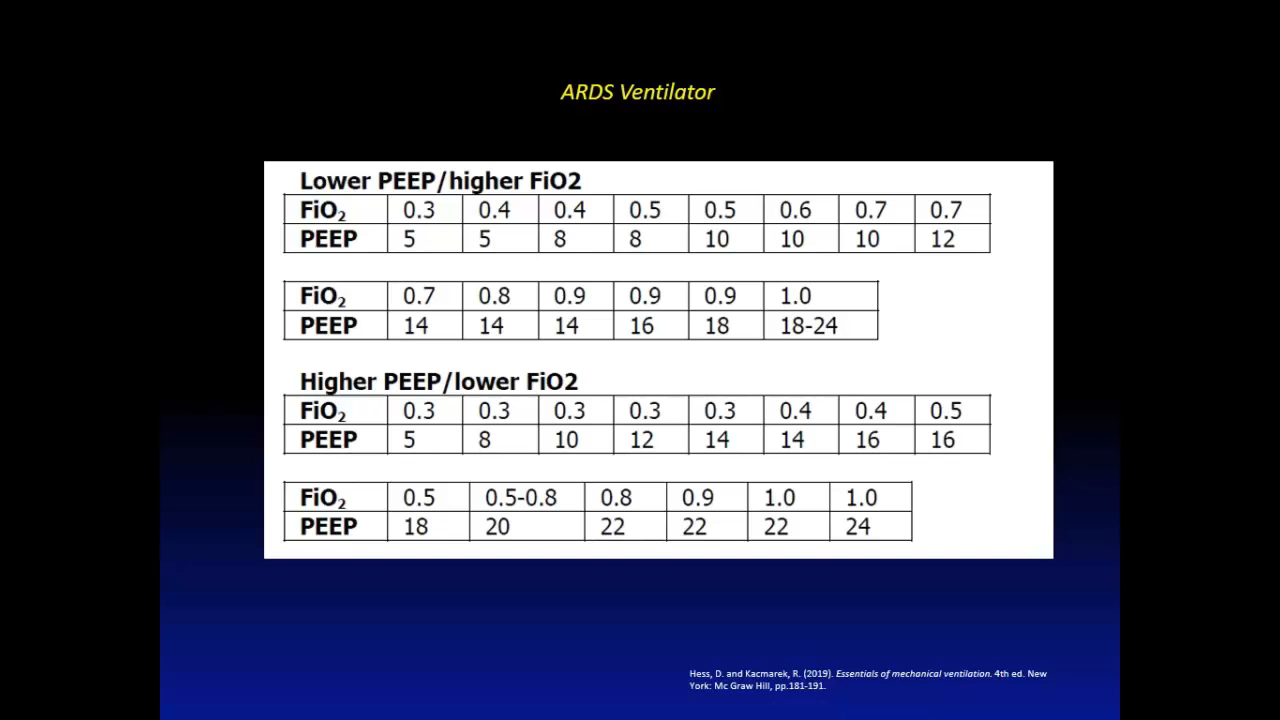 ARDS Ventilator
Lower PEEP/higher FiO2
FiO₂ 0.3 0.4 0.4 0.5 0.5 0.6 0.7 0.7
PEEP 5 5 8 8 10 10 10 12
FiO₂ 0.7 0.8 0.9 0.9 0.9 1.0
PEEP 14 14 14 16 18 18-24
Higher PEEP/lower FiO2
FiO₂ 0.3 0.3 0.3 0.3 0.3 0.4 0.4 0.5
PEEP 5 8 10 12 14 14 16 16
FiO₂ 0.5 0.5-0.8 0.8 0.9 1.0 1.0
PEEP 18 20 22 22 22 24
Hess, D. and Kacmarek, R. (2019). Essentials of mechanical ventilation. 4th ed. New
York: Mc Graw Hill, pp.181-191.